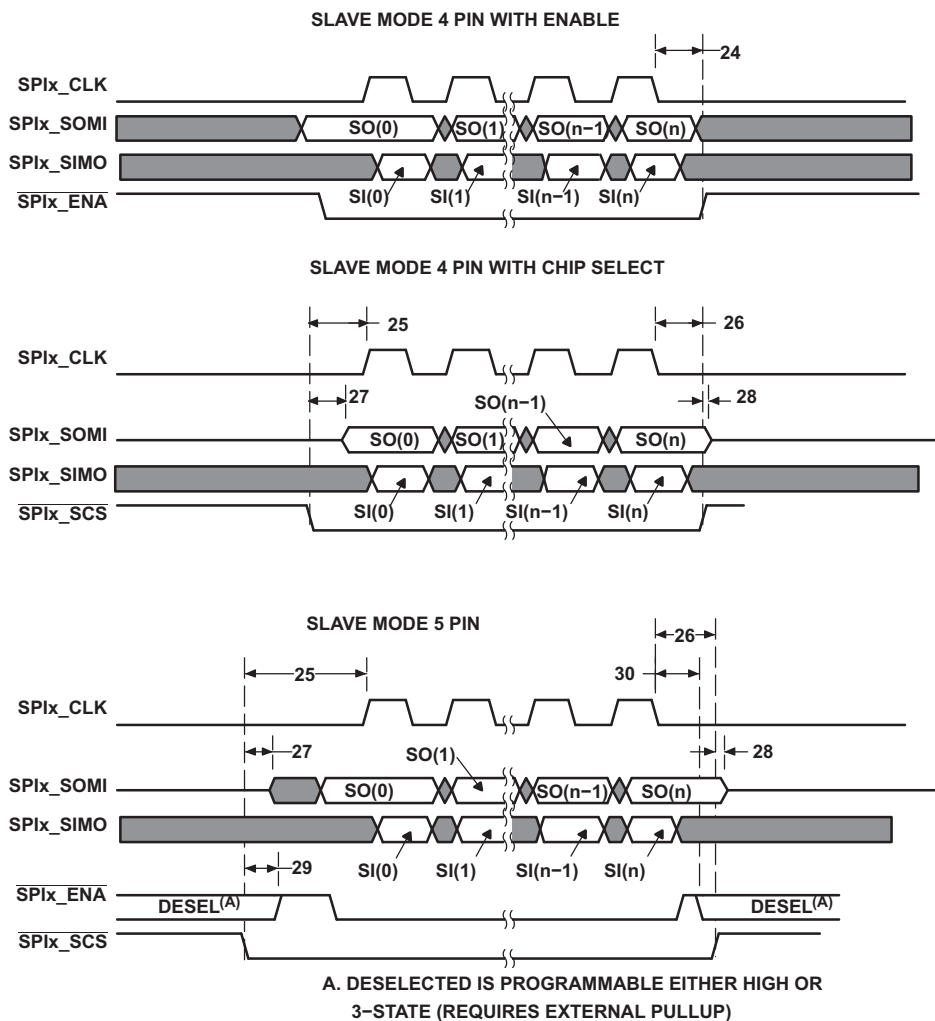 SLAVE MODE 4 PIN WITH ENABLE
24
SPIx_CLK
SPIx_SOMI
SO(0)
SO(1)
SO(n−1
SO(n)
SPIx_SIMO
SI(0)
SI(1)
SI(n−1)
SI(n)
SPIx_ENA
SLAVE MODE 4 PIN WITH CHIP SELECT
25
26
SPIx_CLK
27
SO(n−1)
28
SPIx_SOMI
SO(0)
SO(1)
SO(n)
SPIx_SIMO
SI(0)
SI(1)
SI(n−1)
SI(n)
SPIx_SCS
SLAVE MODE 5 PIN
26
25
30
SPIx_CLK
27
SO(1)
28
SPIx_SOMI
SO(0)
SO(n−1)
SO(n)
SPIx_SIMO
29
SI(0)
SI(1)
SI(n−1)
SI(n)
SPIx_ENA
DESEL(A)
DESEL(A)
SPIx_SCS
A. DESELECTED IS PROGRAMMABLE EITHER HIGH OR
3−STATE (REQUIRES EXTERNAL PULLUP)